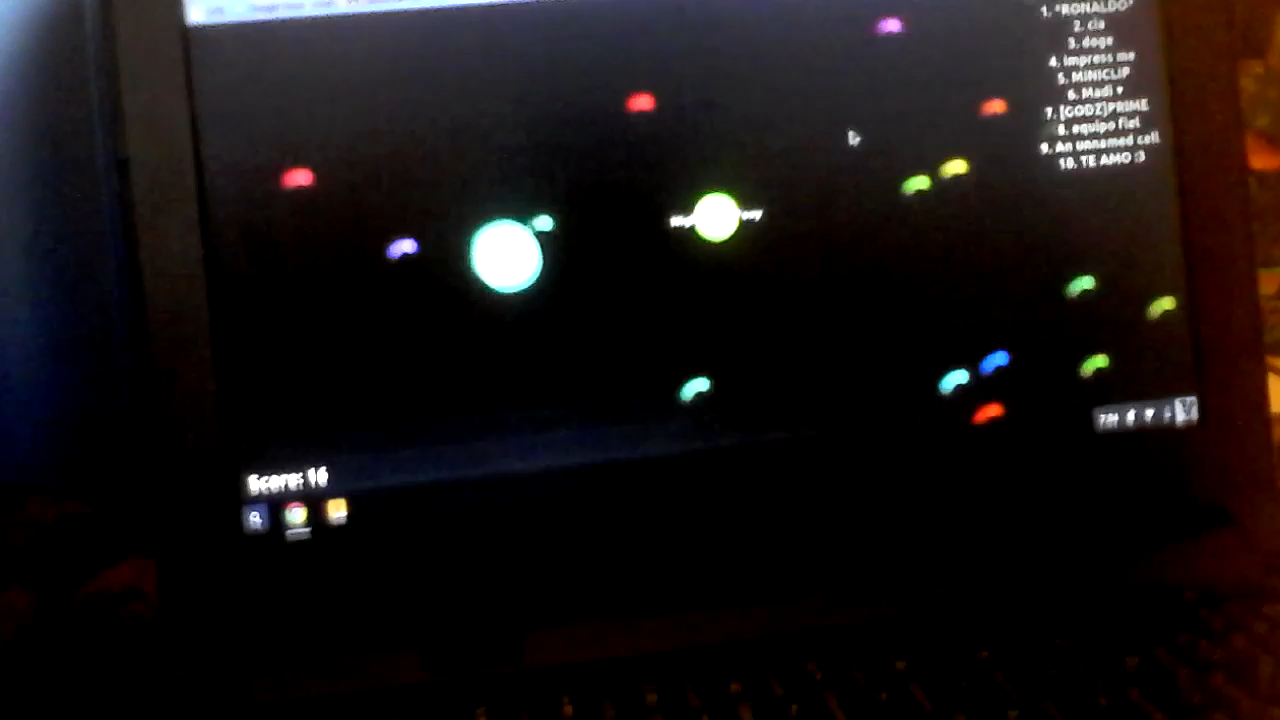 1. *RONALDO*
2. cia
3. doge
4. impress me
5. MINICLIP
6. Madi ♥
7. [GODZ]PRIME
8. equipo fiel
9. An unnamed cell
10. TE AMO :3
Score: 16